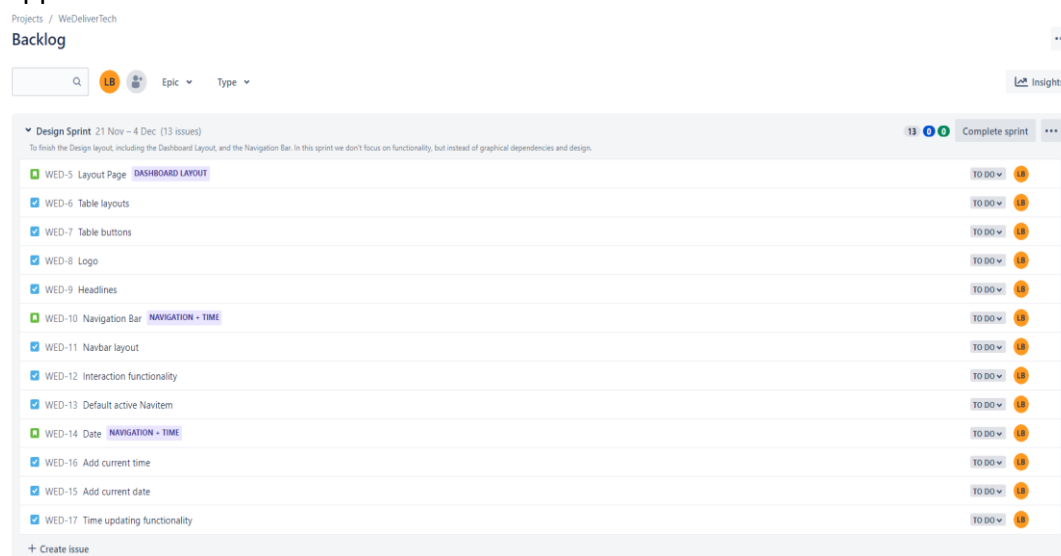 Projects / WeDeliverTech
Backlog
LB Epic Type
Insights
Design Sprint 21 Nov – 4 Dec (13 issues) 13 0 0 Complete sprint
To finish the Design layout, including the Dashboard Layout, and the Navigation Bar. In this sprint we don't focus on functionality, but instead of graphical dependencies and design.
WED-5 Layout Page DASHBOARD LAYOUT TO DO LB
WED-6 Table layouts TO DO LB
WED-7 Table buttons TO DO LB
WED-8 Logo TO DO LB
WED-9 Headlines TO DO LB
WED-10 Navigation Bar NAVIGATION + TIME TO DO LB
WED-11 Navbar layout TO DO LB
WED-12 Interaction functionality TO DO LB
WED-13 Default active Navitem TO DO LB
WED-14 Date NAVIGATION + TIME TO DO LB
WED-16 Add current time TO DO LB
WED-15 Add current date TO DO LB
WED-17 Time updating functionality TO DO LB
+ Create issue